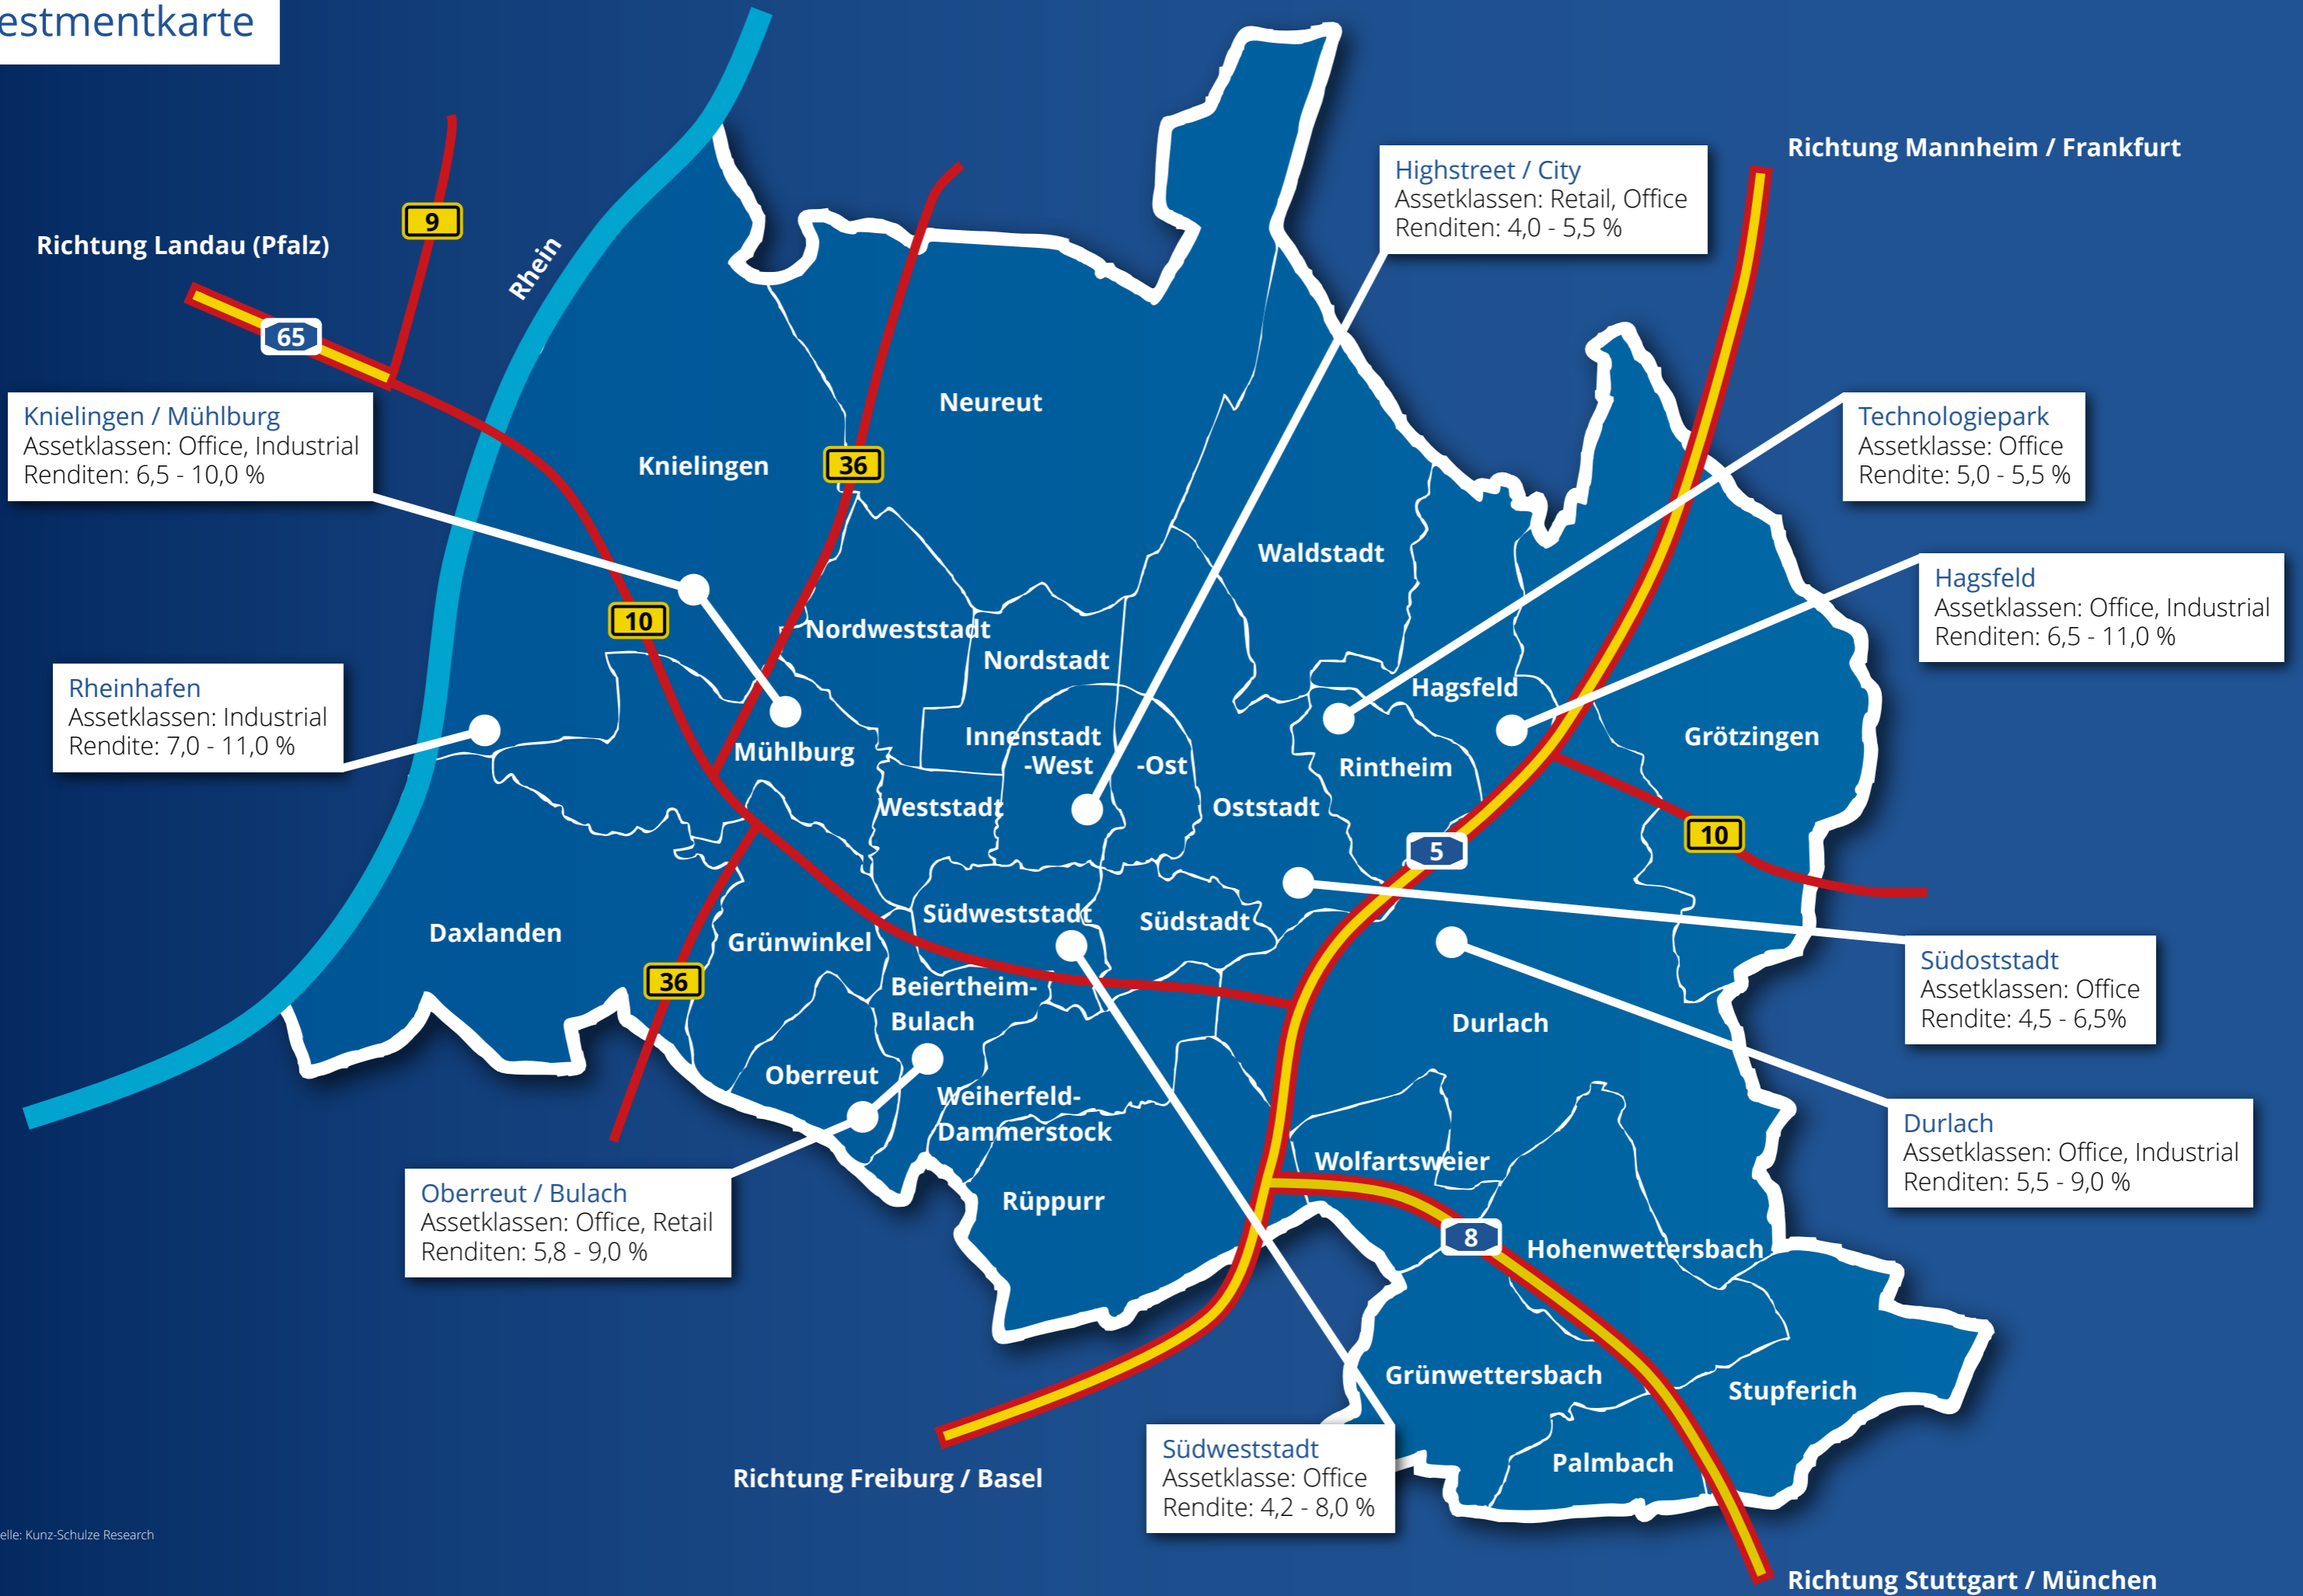 estmentkarte
Richtung Mannheim / Frankfurt
Highstreet / City
Assetklassen: Retail, Office
Renditen: 4,0 - 5,5 %
9
Richtung Landau (Pfalz)
Rhein
65
Knielingen / Mühlburg
Assetklassen: Office, Industrial
Renditen: 6,5 - 10,0 %
Neureut
Knielingen
36
Technologiepark
Assetklasse: Office
Rendite: 5,0 - 5,5 %
Waldstadt
Hagsfeld
Assetklassen: Office, Industrial
Renditen: 6,5 - 11,0 %
10
Nordweststadt
Nordstadt
Rheinhafen
Assetklassen: Industrial
Rendite: 7,0 - 11,0 %
Hagsfeld
Innenstadt
-West
-Ost
Mühlburg
Rintheim
Grötzingen
Weststadt
Oststadt
10
5
Daxlanden
Grünwinkel
Südweststadt
Südstadt
36
Beiertheim-
Bulach
Südoststadt
Assetklassen: Office
Rendite: 4,5 - 6,5%
Durlach
Oberreut
Weiherfeld-
Dammerstock
Durlach
Assetklassen: Office, Industrial
Renditen: 5,5 - 9,0 %
Wolfartsweier
Oberreut / Bulach
Assetklassen: Office, Retail
Renditen: 5,8 - 9,0 %
Rüppurr
8
Hohenwettersbach
Grünwettersbach
Stupferich
Palmbach
Südweststadt
Assetklasse: Office
Rendite: 4,2 - 8,0 %
Richtung Freiburg / Basel
elle: Kunz-Schulze Research
Richtung Stuttgart / München